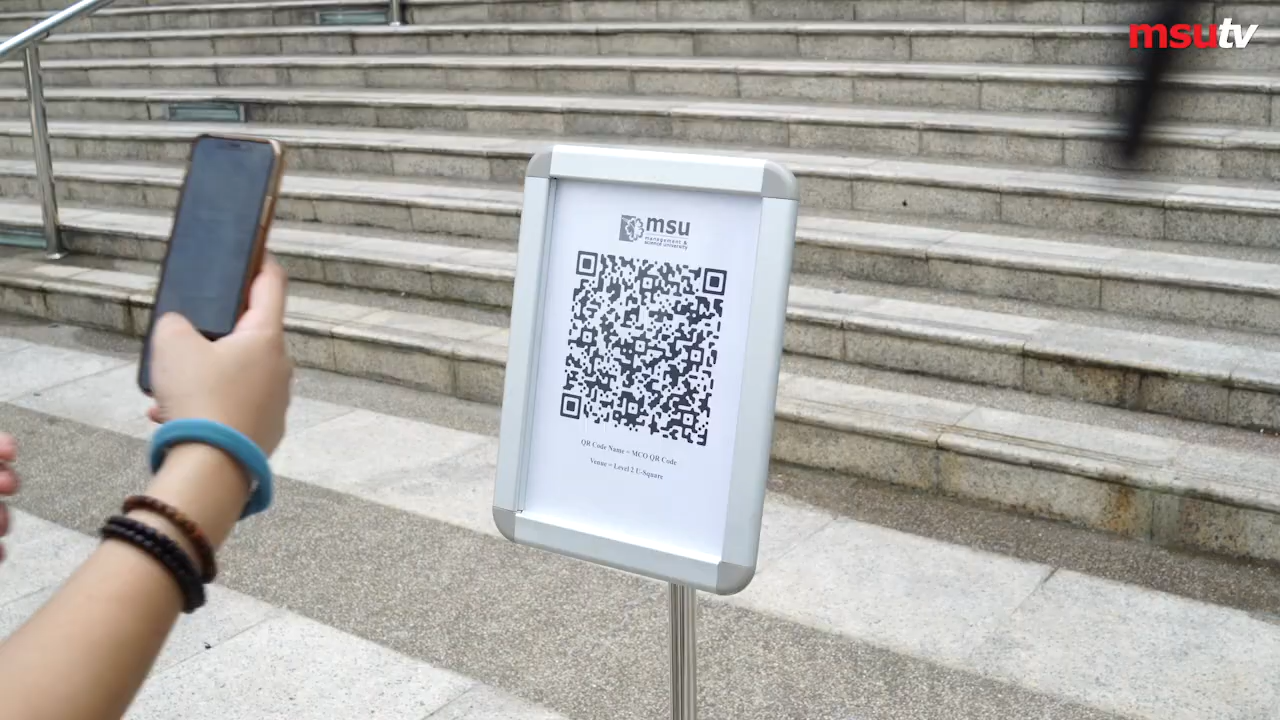 msutv
msu
management &
science university
QR Code Name = MCO QR Code
Venue = Level 2 U-Square